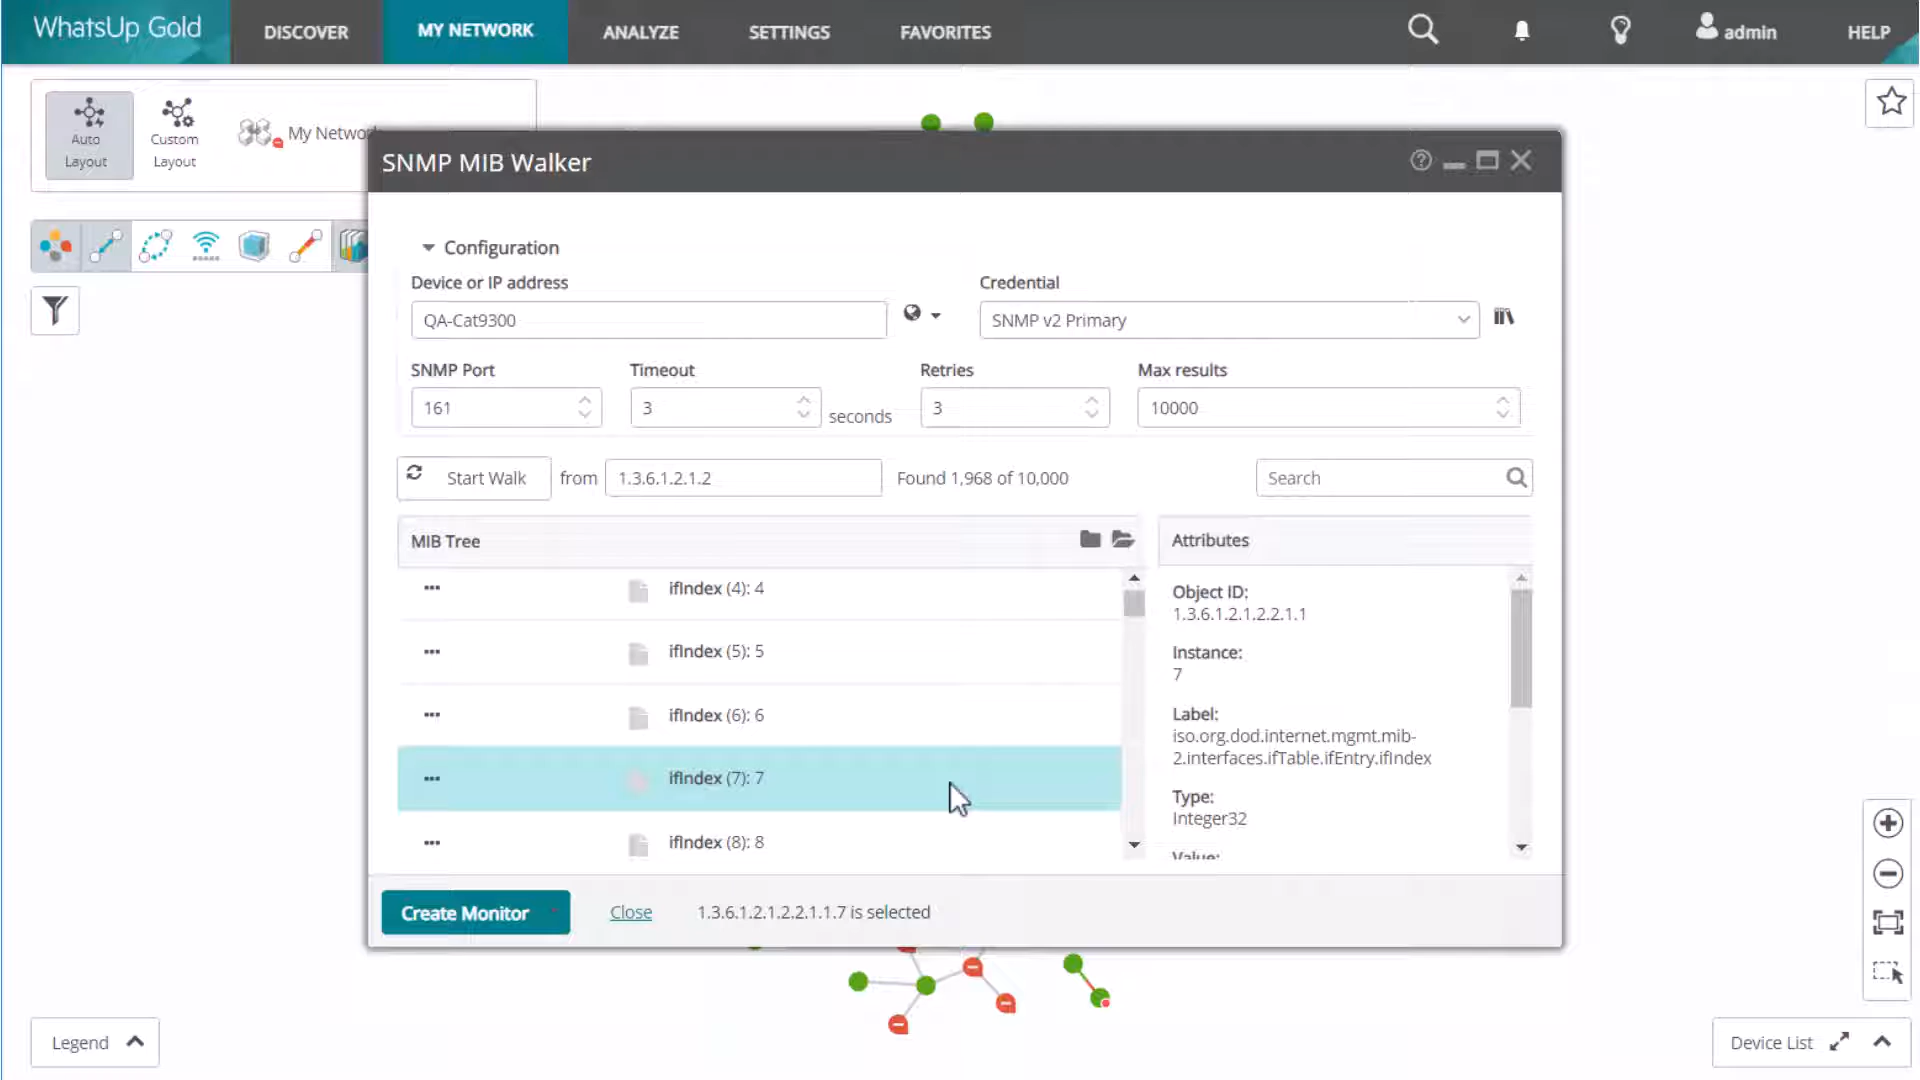 WhatsUp Gold
DISCOVER
MY NETWORK
ANALYZE
SETTINGS
FAVORITES
admin
HELP
Auto
Layout
Custom
Layout
My Network
SNMP MIB Walker
Configuration
Device or IP address
Credential
QA-Cat9300
SNMP v2 Primary
SNMP Port
Timeout
Retries
Max results
161
3
seconds
3
10000
Start Walk
from
1.3.6.1.2.1.2
Found 1,968 of 10,000
Search
MIB Tree
Attributes
ifIndex (4): 4
ifIndex (5): 5
ifIndex (6): 6
ifIndex (7): 7
ifIndex (8): 8
Object ID:
1.3.6.1.2.1.2.2.1.1
Instance:
7
Label:
iso.org.dod.internet.mgmt.mib-
2.interfaces.ifTable.ifEntry.ifIndex
Type:
Integer32
Value:
Create Monitor
Close
1.3.6.1.2.1.2.2.1.1.7 is selected
Legend
Device List